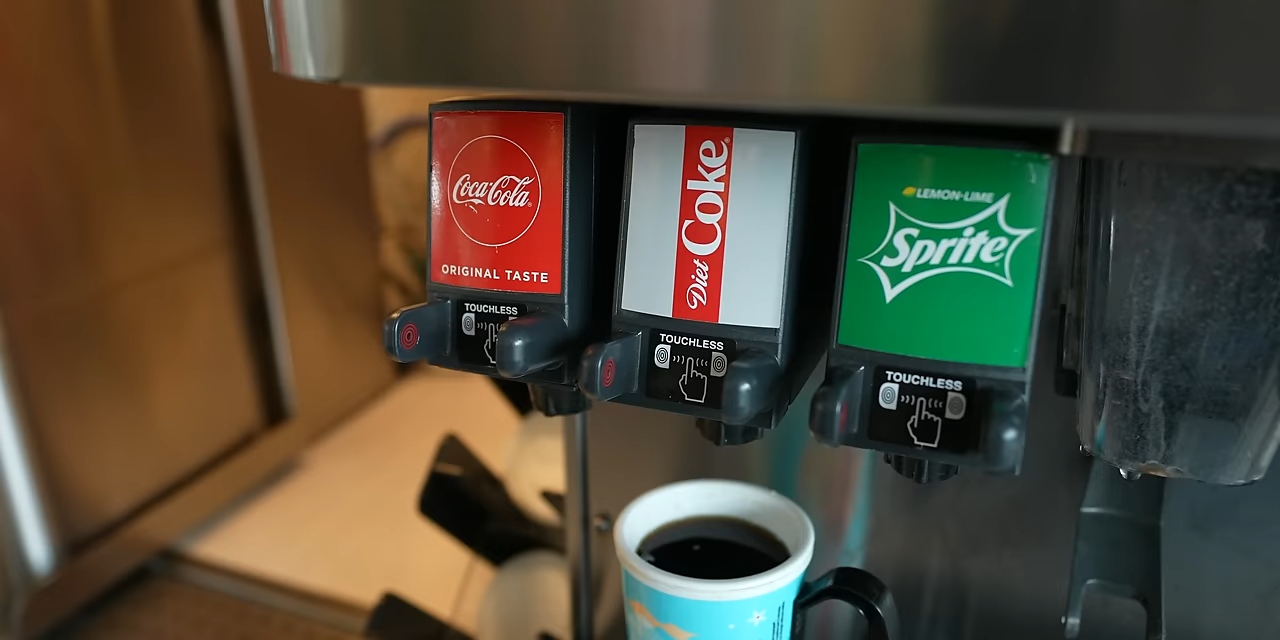 Coca-Cola
ORIGINAL TASTE
TOUCHLESS
Diet Coke
TOUCHLESS
LEMON-LIME
Sprite
TOUCHLESS